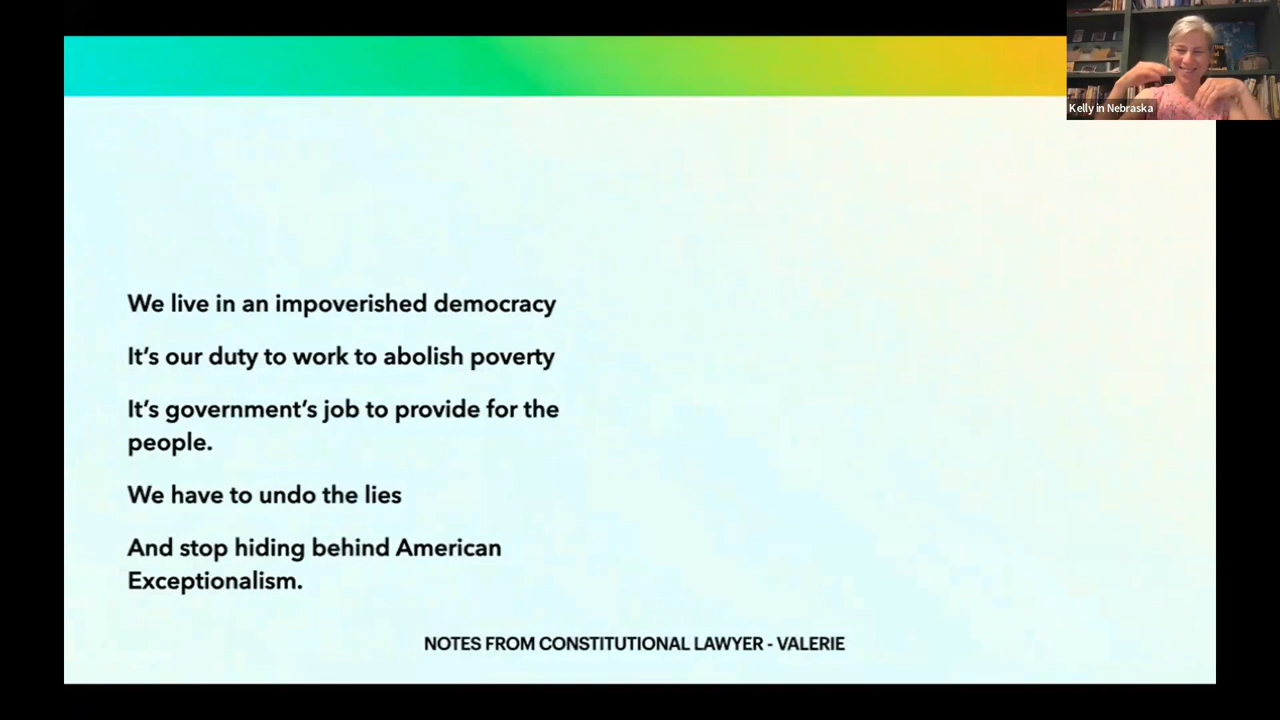 Kelly in Nebraska
We live in an impoverished democracy
It’s our duty to work to abolish poverty
It’s government’s job to provide for the
people.
We have to undo the lies
And stop hiding behind American
Exceptionalism.
NOTES FROM CONSTITUTIONAL LAWYER - VALERIE